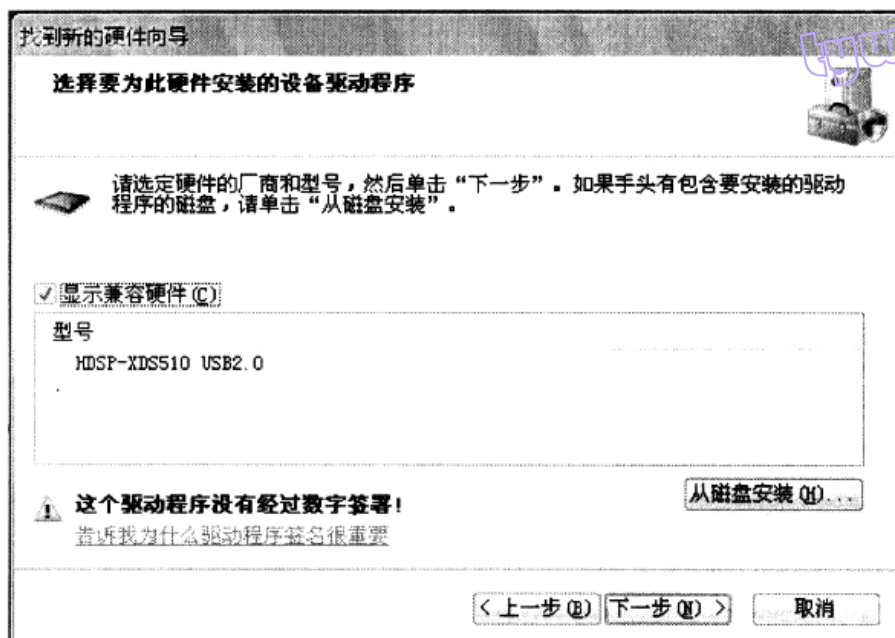 找到新的硬件向导
选择要为此硬件安装的设备驱动程序
请选定硬件的厂商和型号，然后单击“下一步”。如果手头有包含要安装的驱动
程序的磁盘，请单击“从磁盘安装”。
显示兼容硬件(C)
型号
HDSP-XDS510 USB2.0
从磁盘安装(H)...
这个驱动程序没有经过数字签署!
告诉我为什么驱动程序签名很重要
< 上一步(B) 下一步(N) > 取消